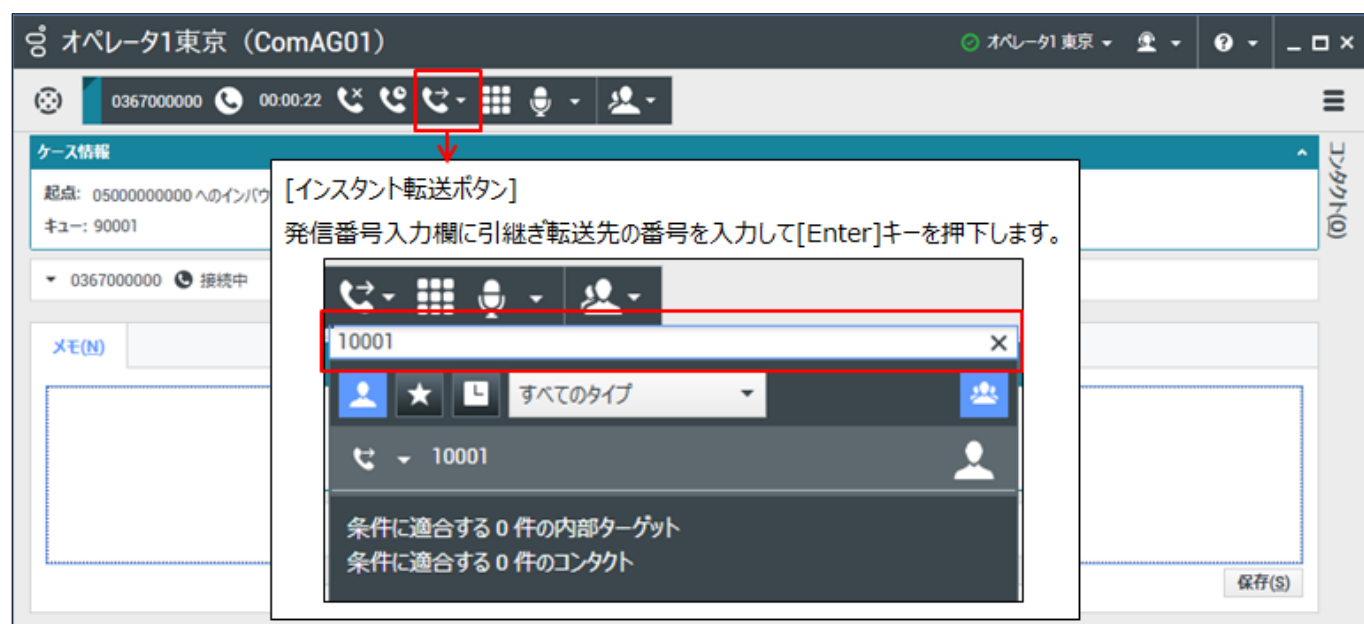 オペレータ1東京（ComAG01）
オペレータ1 東京
0367000000 00:00:22
ケース情報
起点: 05000000000 へのインバウ
キュー: 90001
コンタクト(O)
0367000000 接続中
メモ(N)
[インスタント転送ボタン]
発信番号入力欄に引継ぎ転送先の番号を入力して[Enter]キーを押下します。
10001
すべてのタイプ
10001
条件に適合する 0 件の内部ターゲット
条件に適合する 0 件のコンタクト
保存(S)